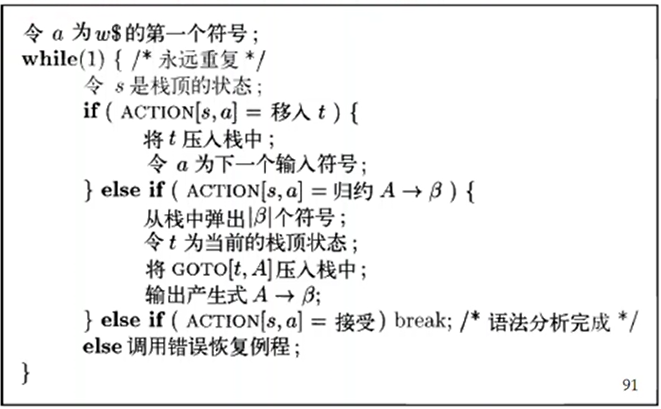 令 a 为w$的第一个符号;
while(1) { /* 永远重复 */
令 s 是栈顶的状态;
if ( ACTION[s,a] = 移入 t ) {
将 t 压入栈中;
令 a 为下一个输入符号;
} else if ( ACTION[s,a] = 归约 A → β ) {
从栈中弹出|β|个符号;
令 t 为当前的栈顶状态;
将 GOTO[t, A]压入栈中;
输出产生式 A → β;
} else if ( ACTION[s,a] = 接受) break; /* 语法分析完成 */
else 调用错误恢复例程;
}
91